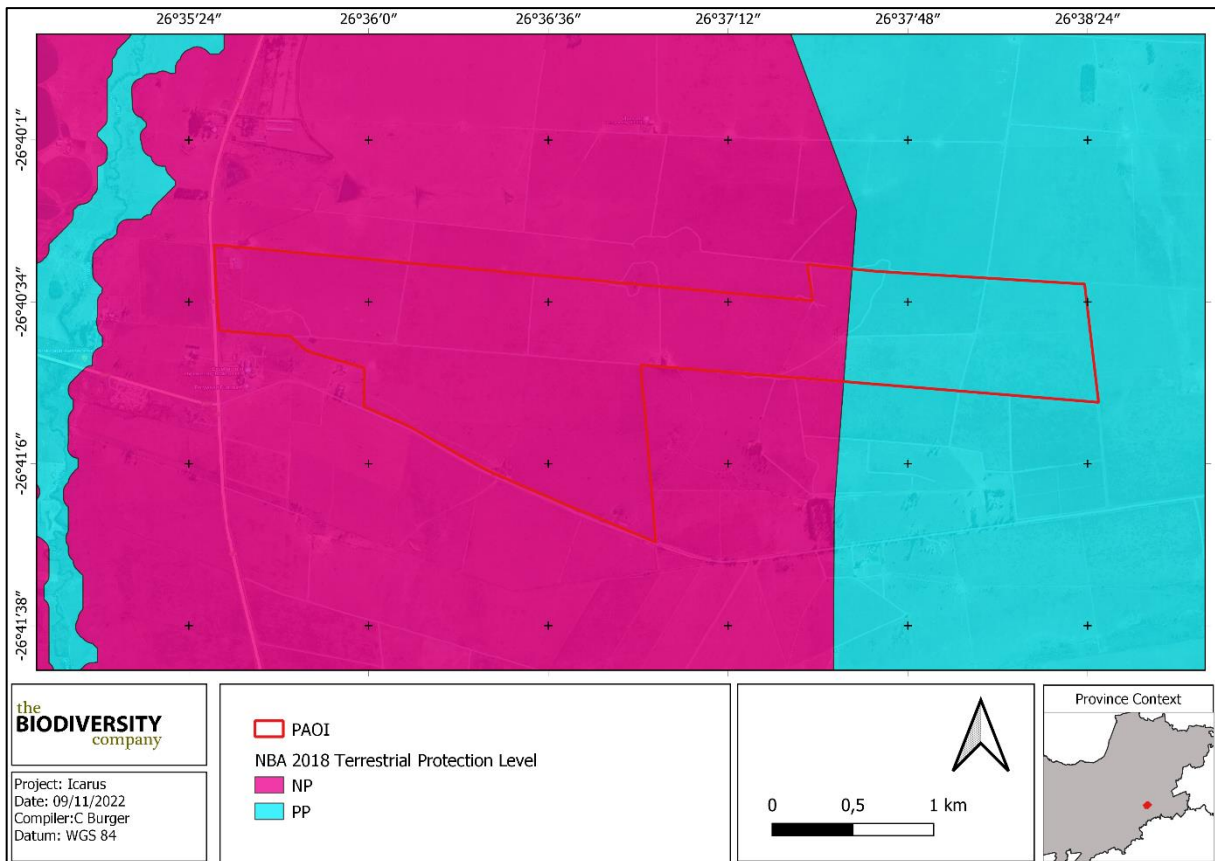 26°35′24″ 26°36′0″ 26°36′36″ 26°37′12″ 26°37′48″ 26°38′24″
-26°40′1″
-26°40′34″
-26°41′6″
-26°41′38″
the
BIODIVERSITY
company
Project: Icarus
Date: 09/11/2022
Compiler:C Burger
Datum: WGS 84
PAOI
NBA 2018 Terrestrial Protection Level
NP
PP
0 0,5 1 km
Province Context